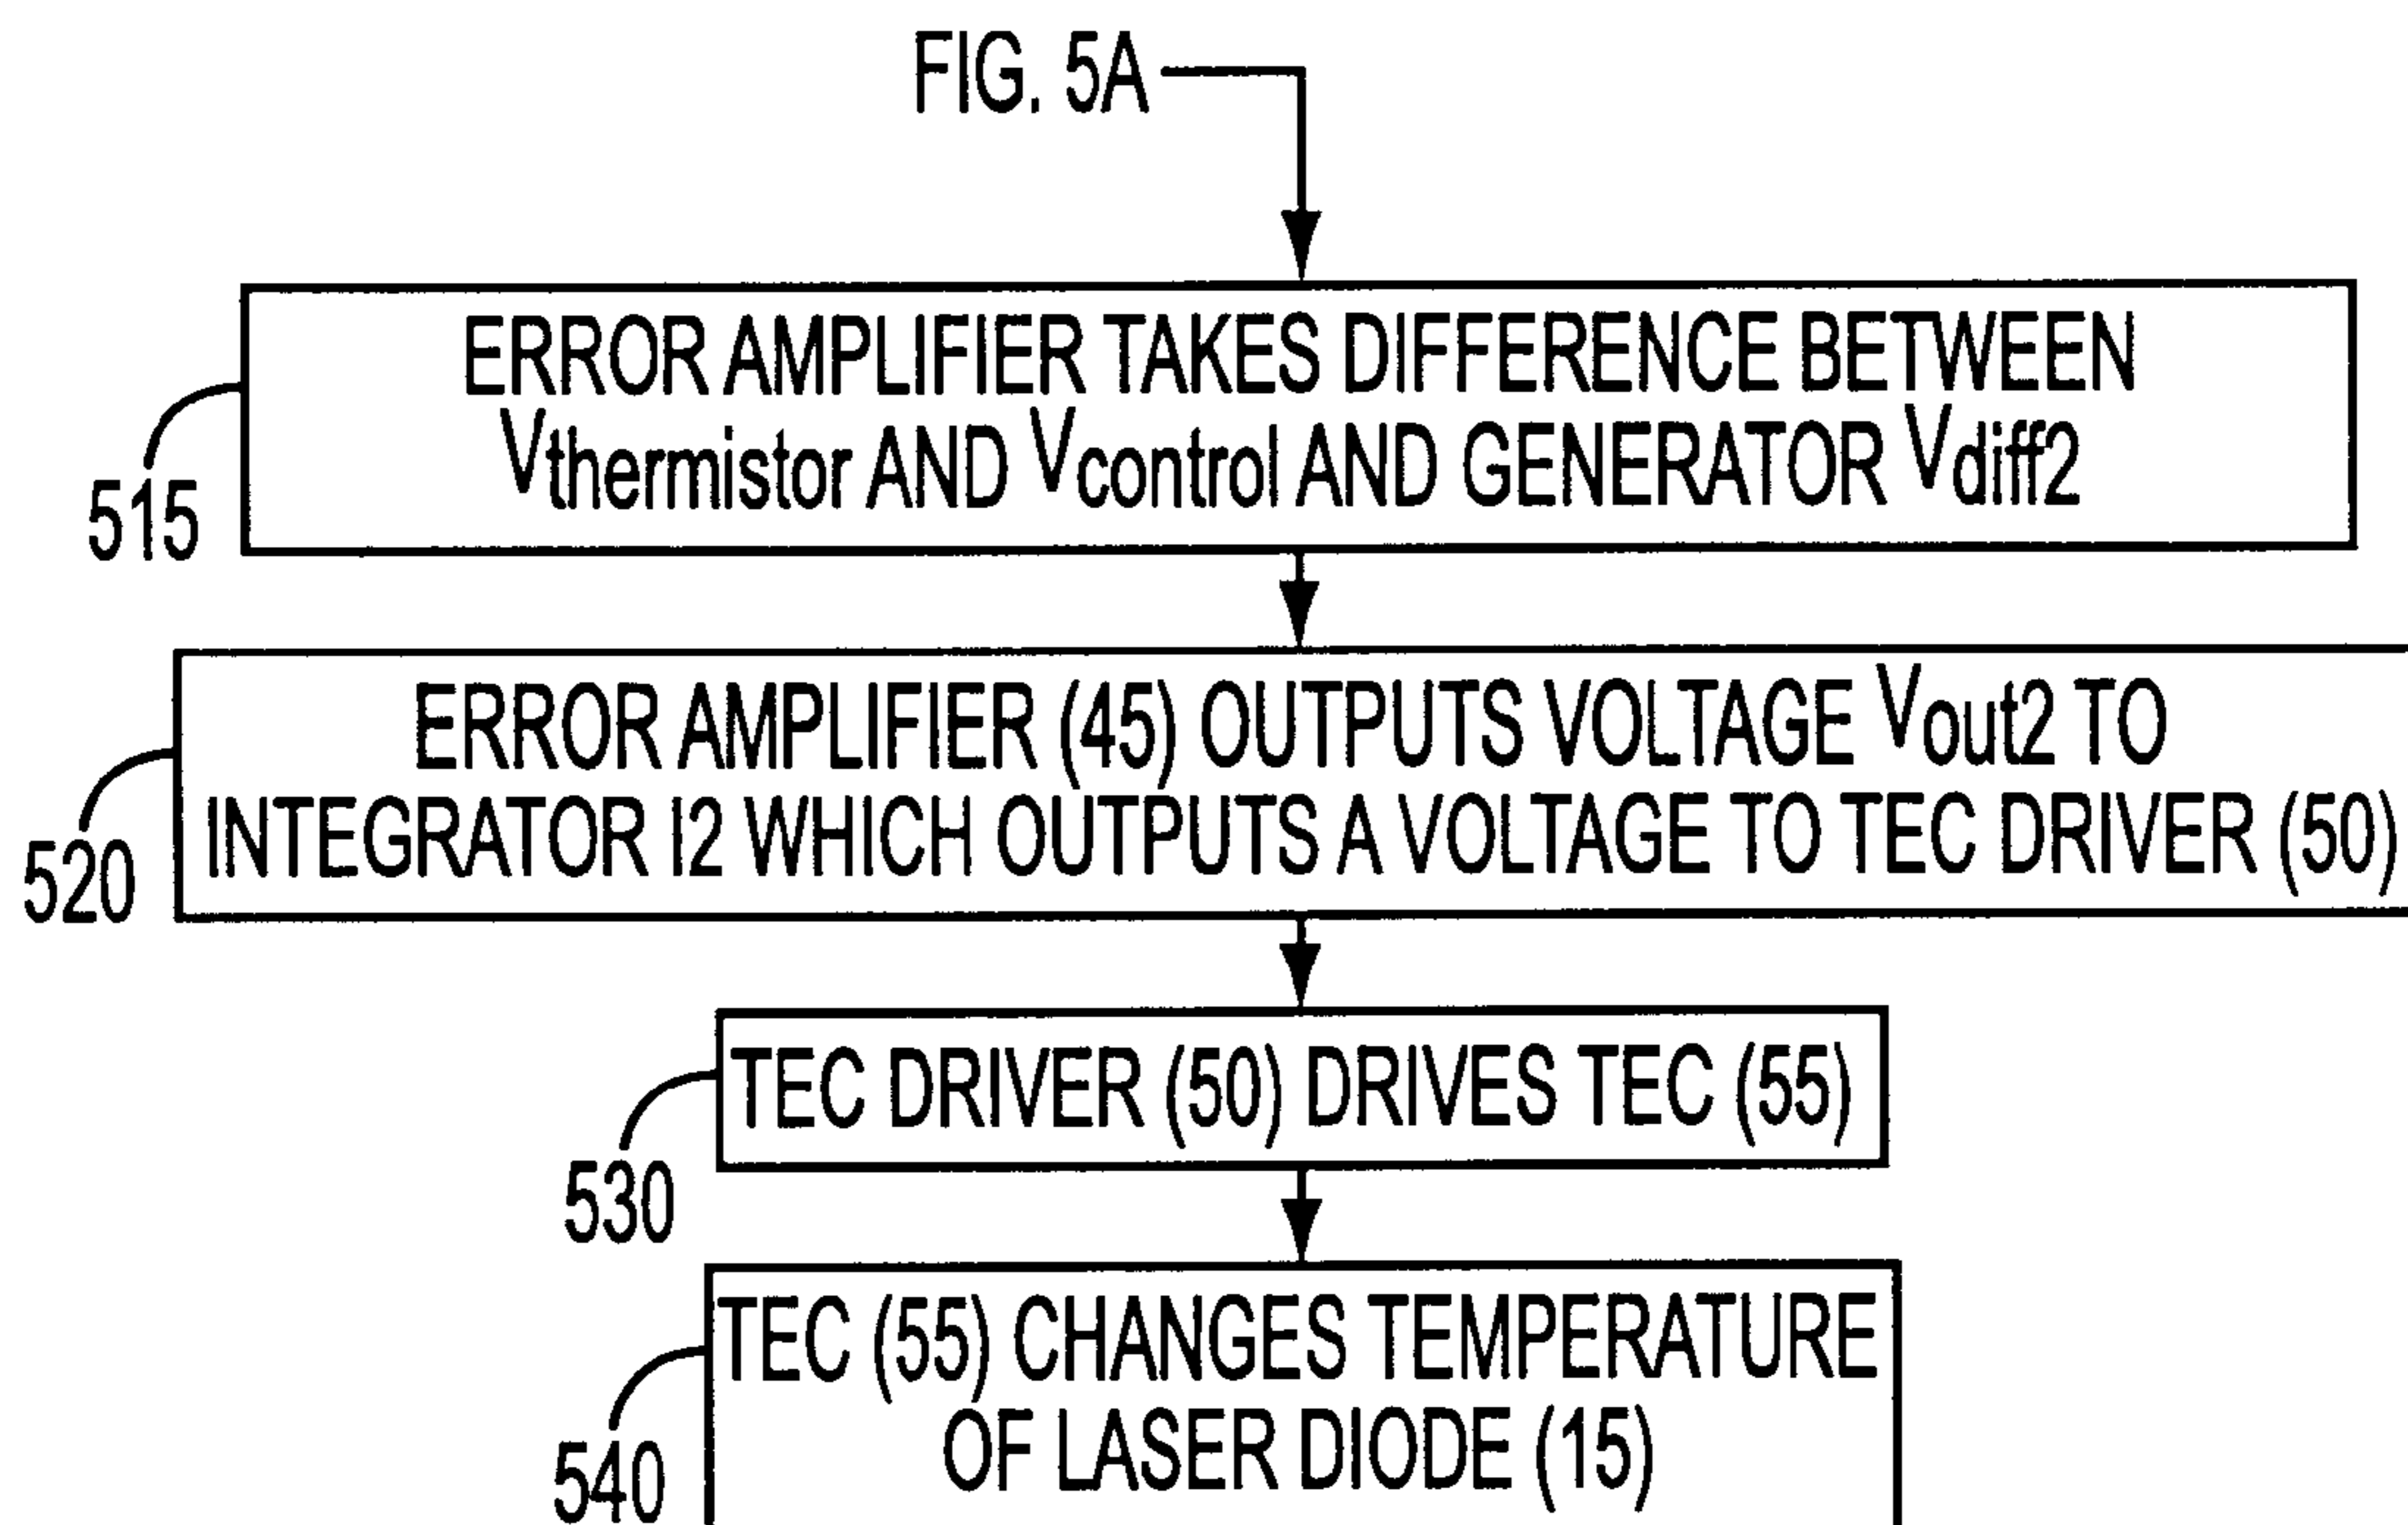 FIG. 5A
ERROR AMPLIFIER TAKES DIFFERENCE BETWEEN
Vthermistor AND Vcontrol AND GENERATOR Vdiff2
515
ERROR AMPLIFIER (45) OUTPUTS VOLTAGE Vout2 TO
INTEGRATOR I2 WHICH OUTPUTS A VOLTAGE TO TEC DRIVER (50)
520
TEC DRIVER (50) DRIVES TEC (55)
530
TEC (55) CHANGES TEMPERATURE
OF LASER DIODE (15)
540